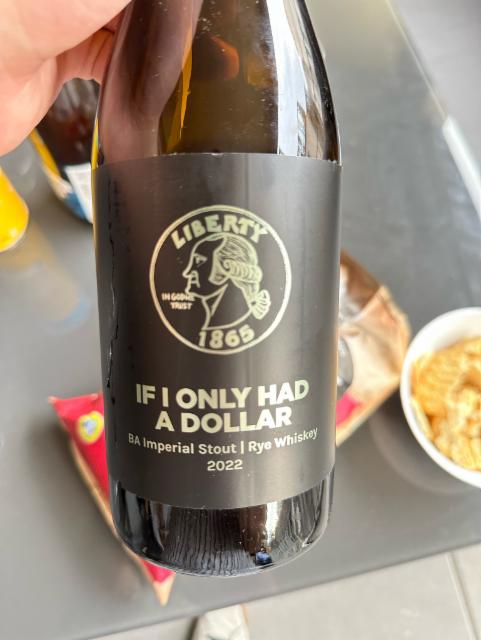 LIBERTY
IN GOD WE
TRUST
1865
IF I ONLY HAD
A DOLLAR
BA Imperial Stout | Rye Whiskey
2022